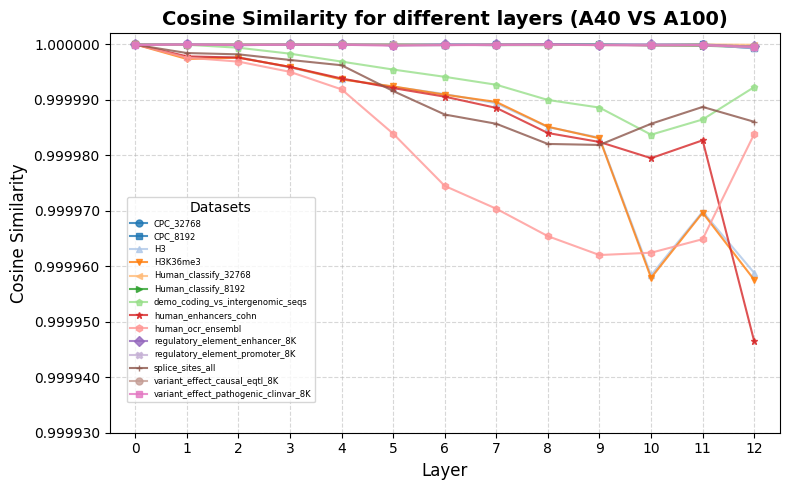 Cosine Similarity for different layers (A40 VS A100)
Cosine Similarity
1.000000
0.999990
0.999980
0.999970
0.999960
0.999950
0.999940
0.999930
Datasets
CPC_32768
CPC_8192
H3
H3K36me3
Human_classify_32768
Human_classify_8192
demo_coding_vs_intergenomic_seqs
human_enhancers_cohn
human_ocr_ensembl
regulatory_element_enhancer_8K
regulatory_element_promoter_8K
splice_sites_all
variant_effect_causal_eqtl_8K
variant_effect_pathogenic_clinvar_8K
0 1 2 3 4 5 6 7 8 9 10 11 12
Layer